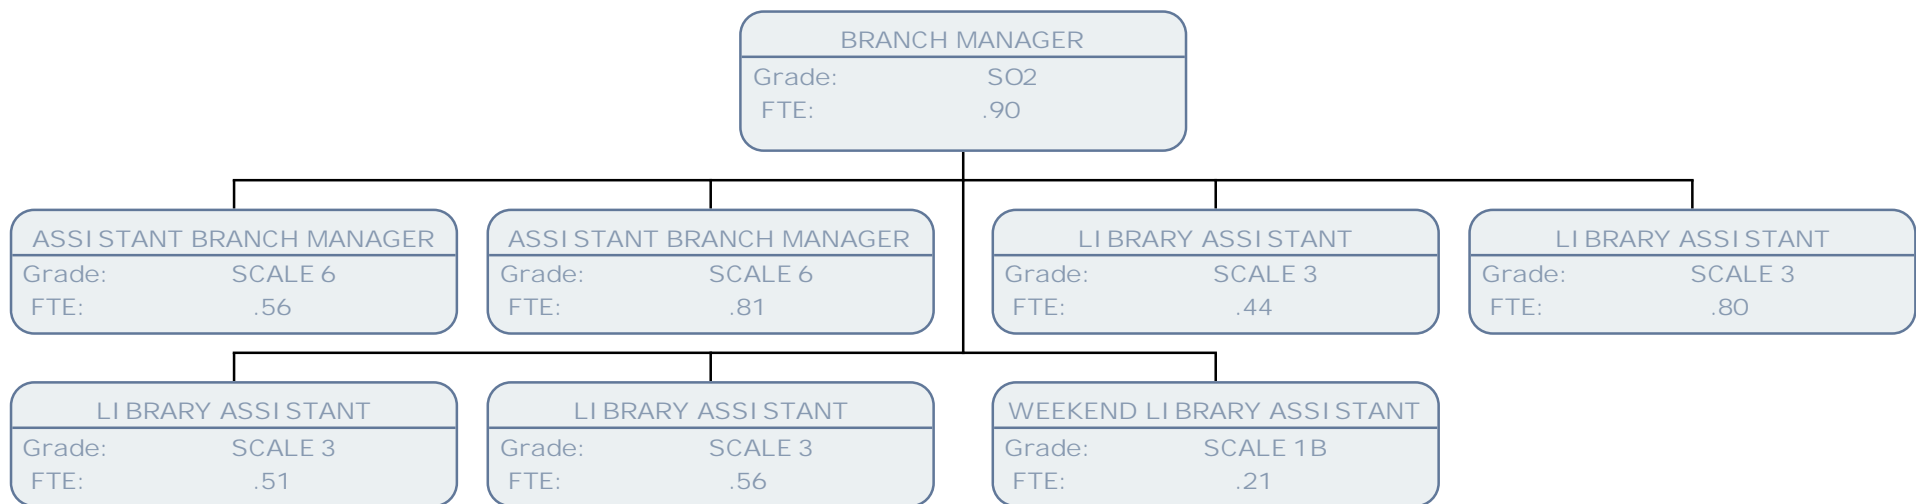 BRANCH MANAGER
Grade: SO2
FTE: .90
ASSISTANT BRANCH MANAGER
Grade: SCALE 6
FTE: .56
ASSISTANT BRANCH MANAGER
Grade: SCALE 6
FTE: .81
LIBRARY ASSISTANT
Grade: SCALE 3
FTE: .44
LIBRARY ASSISTANT
Grade: SCALE 3
FTE: .80
LIBRARY ASSISTANT
Grade: SCALE 3
FTE: .51
LIBRARY ASSISTANT
Grade: SCALE 3
FTE: .56
WEEKEND LIBRARY ASSISTANT
Grade: SCALE 1B
FTE: .21